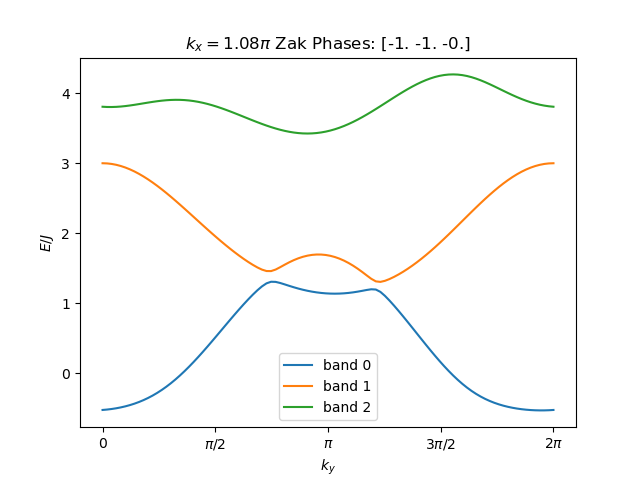 $k_x = 1.08\pi$ Zak Phases: [-1. -1. -0.]
E/J
4
3
2
1
0
band 0
band 1
band 2
0 π/2 π 3π/2 2π
$k_y$